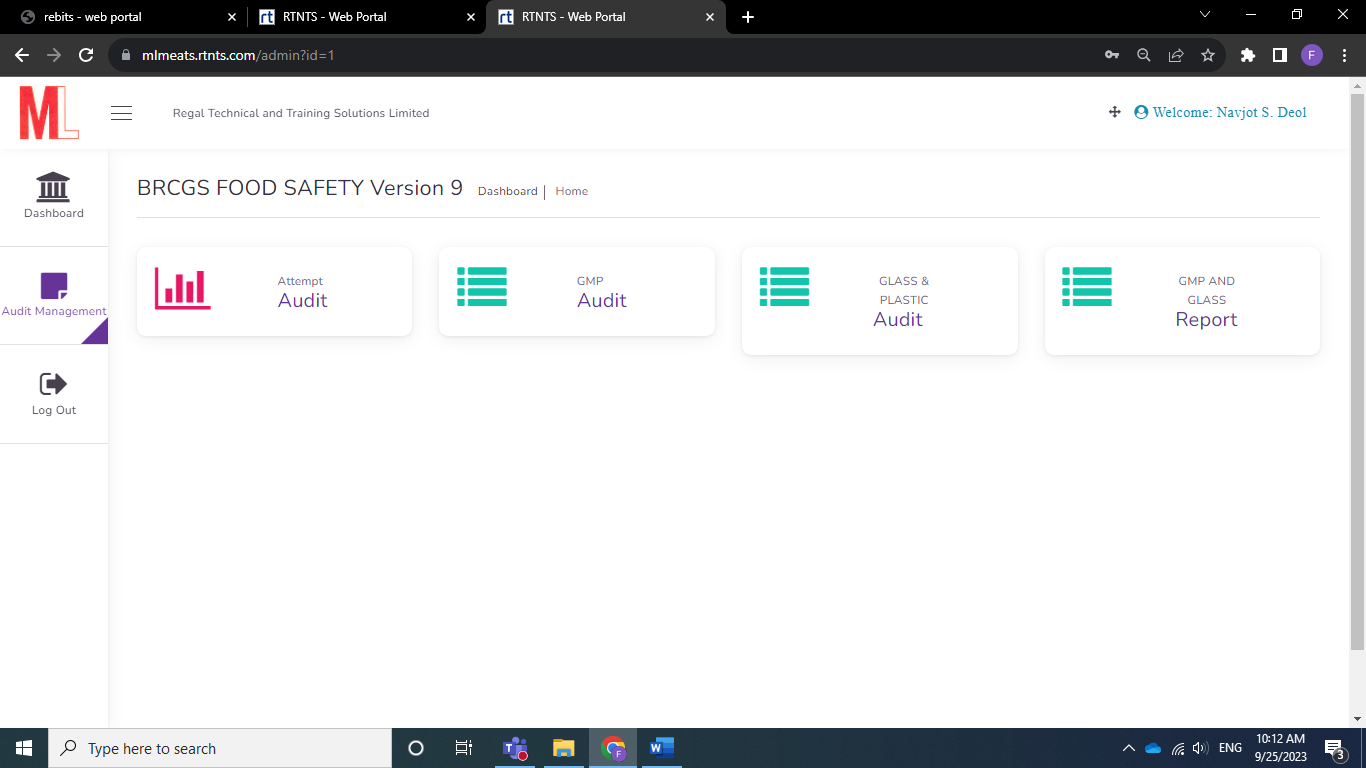 rebits - web portal
RTNTS - Web Portal
RTNTS - Web Portal
mlmeats.rtnts.com/admin?id=1
F
ML
Regal Technical and Training Solutions Limited
Welcome: Navjot S. Deol
Dashboard
Audit Management
Log Out
BRCGS FOOD SAFETY Version 9 Dashboard | Home
Attempt
Audit
GMP
Audit
GLASS &
PLASTIC
Audit
GMP AND
GLASS
Report
Type here to search
ENG
10:12 AM
9/25/2023
3